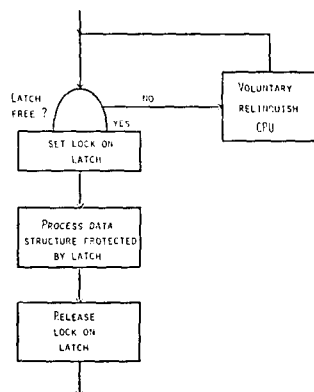 LATCH
FREE ?
NO
YES
VOLUNTARY
RELINQUISH
CPU
SET LOCK ON
LATCH
PROCESS DATA
STRUCTURE PROTECTED
BY LATCH
RELEASE
LOCK ON
LATCH